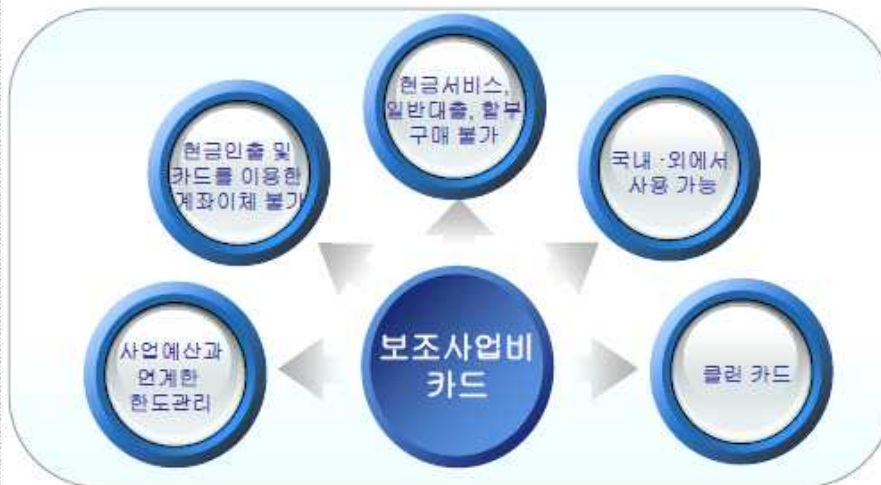 현금서비스,
일반대출, 할부
구매 불가
현금인출 및
카드를 이용한
계좌이체 불가
국내 ·외에서
사용 가능
사업예산과
연계한
한도관리
보조사업비
카드
클린 카드